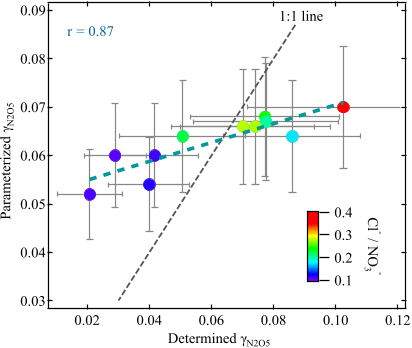 0.09
0.08
0.07
0.06
0.05
0.04
0.03
Parameterized γN2O5
r = 0.87
1:1 line
0.4
0.3
0.2
0.1
Cl⁻ / NO₃⁻
0.02 0.04 0.06 0.08 0.10 0.12
Determined γN2O5